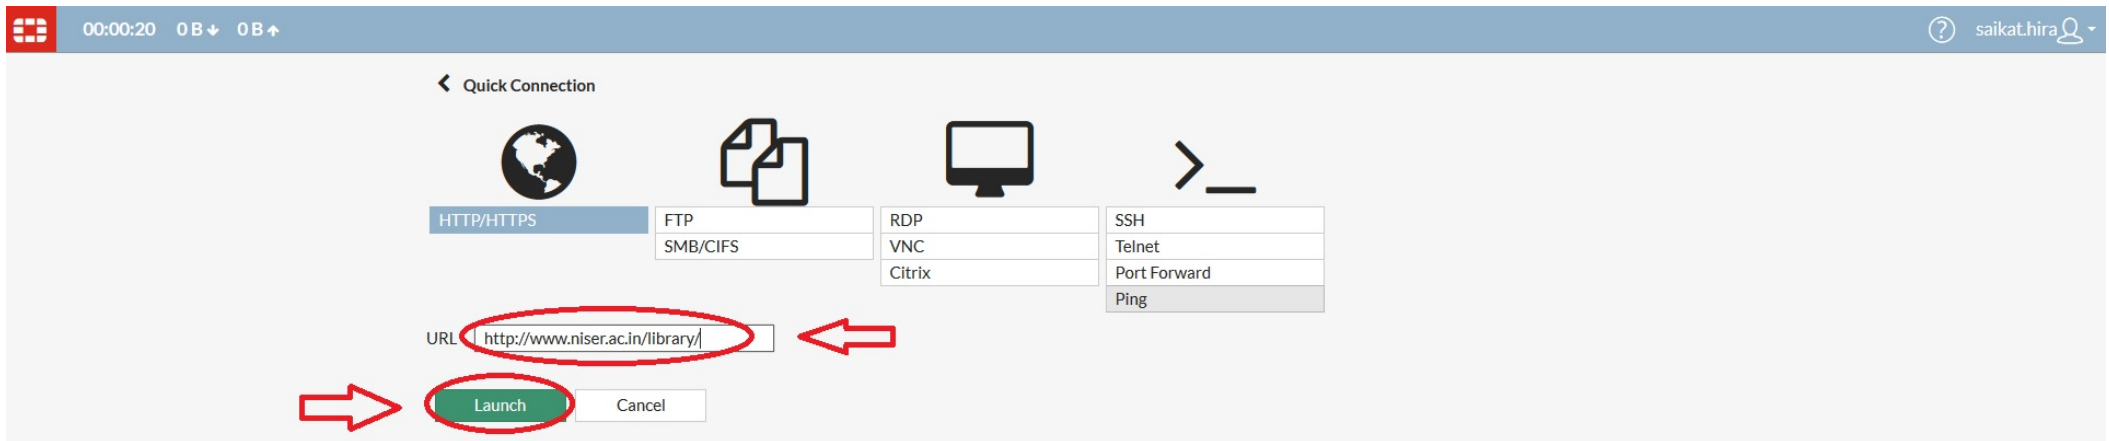 00:00:20 0 B 0 B saikat.hira
Quick Connection
HTTP/HTTPS FTP RDP SSH
SMB/CIFS VNC Telnet
Citrix Port Forward
Ping
URL http://www.niser.ac.in/library/
Launch Cancel